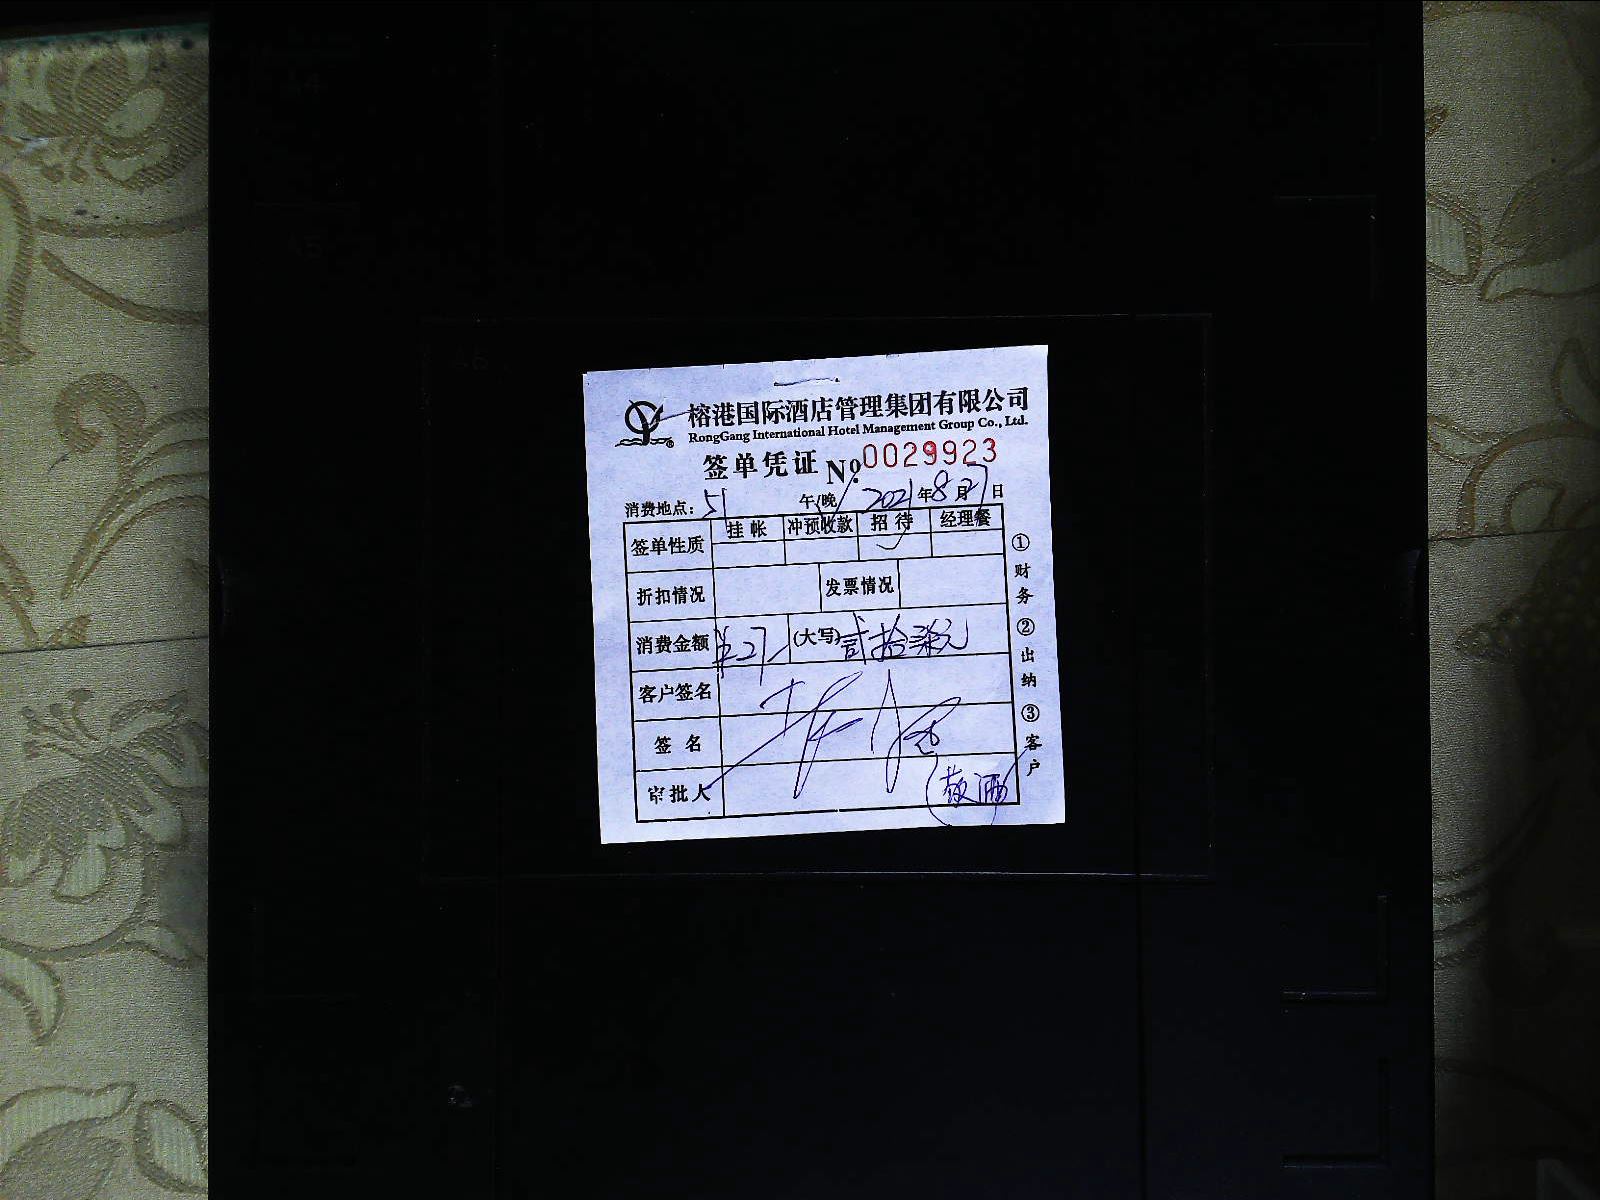 榕港国际酒店管理集团有限公司
RongGang International Hotel Management Group Co., Ltd.
签单凭证 No. 0029923
消费地点: 51 午/晚 2021年8月27日
签单性质 挂帐 冲预收款 招待 经理餐
折扣情况 发票情况
消费金额 ¥27 (大写) 贰拾柒元
客户签名
签名
审批人 敬酒
①财务 ②出纳 ③客户